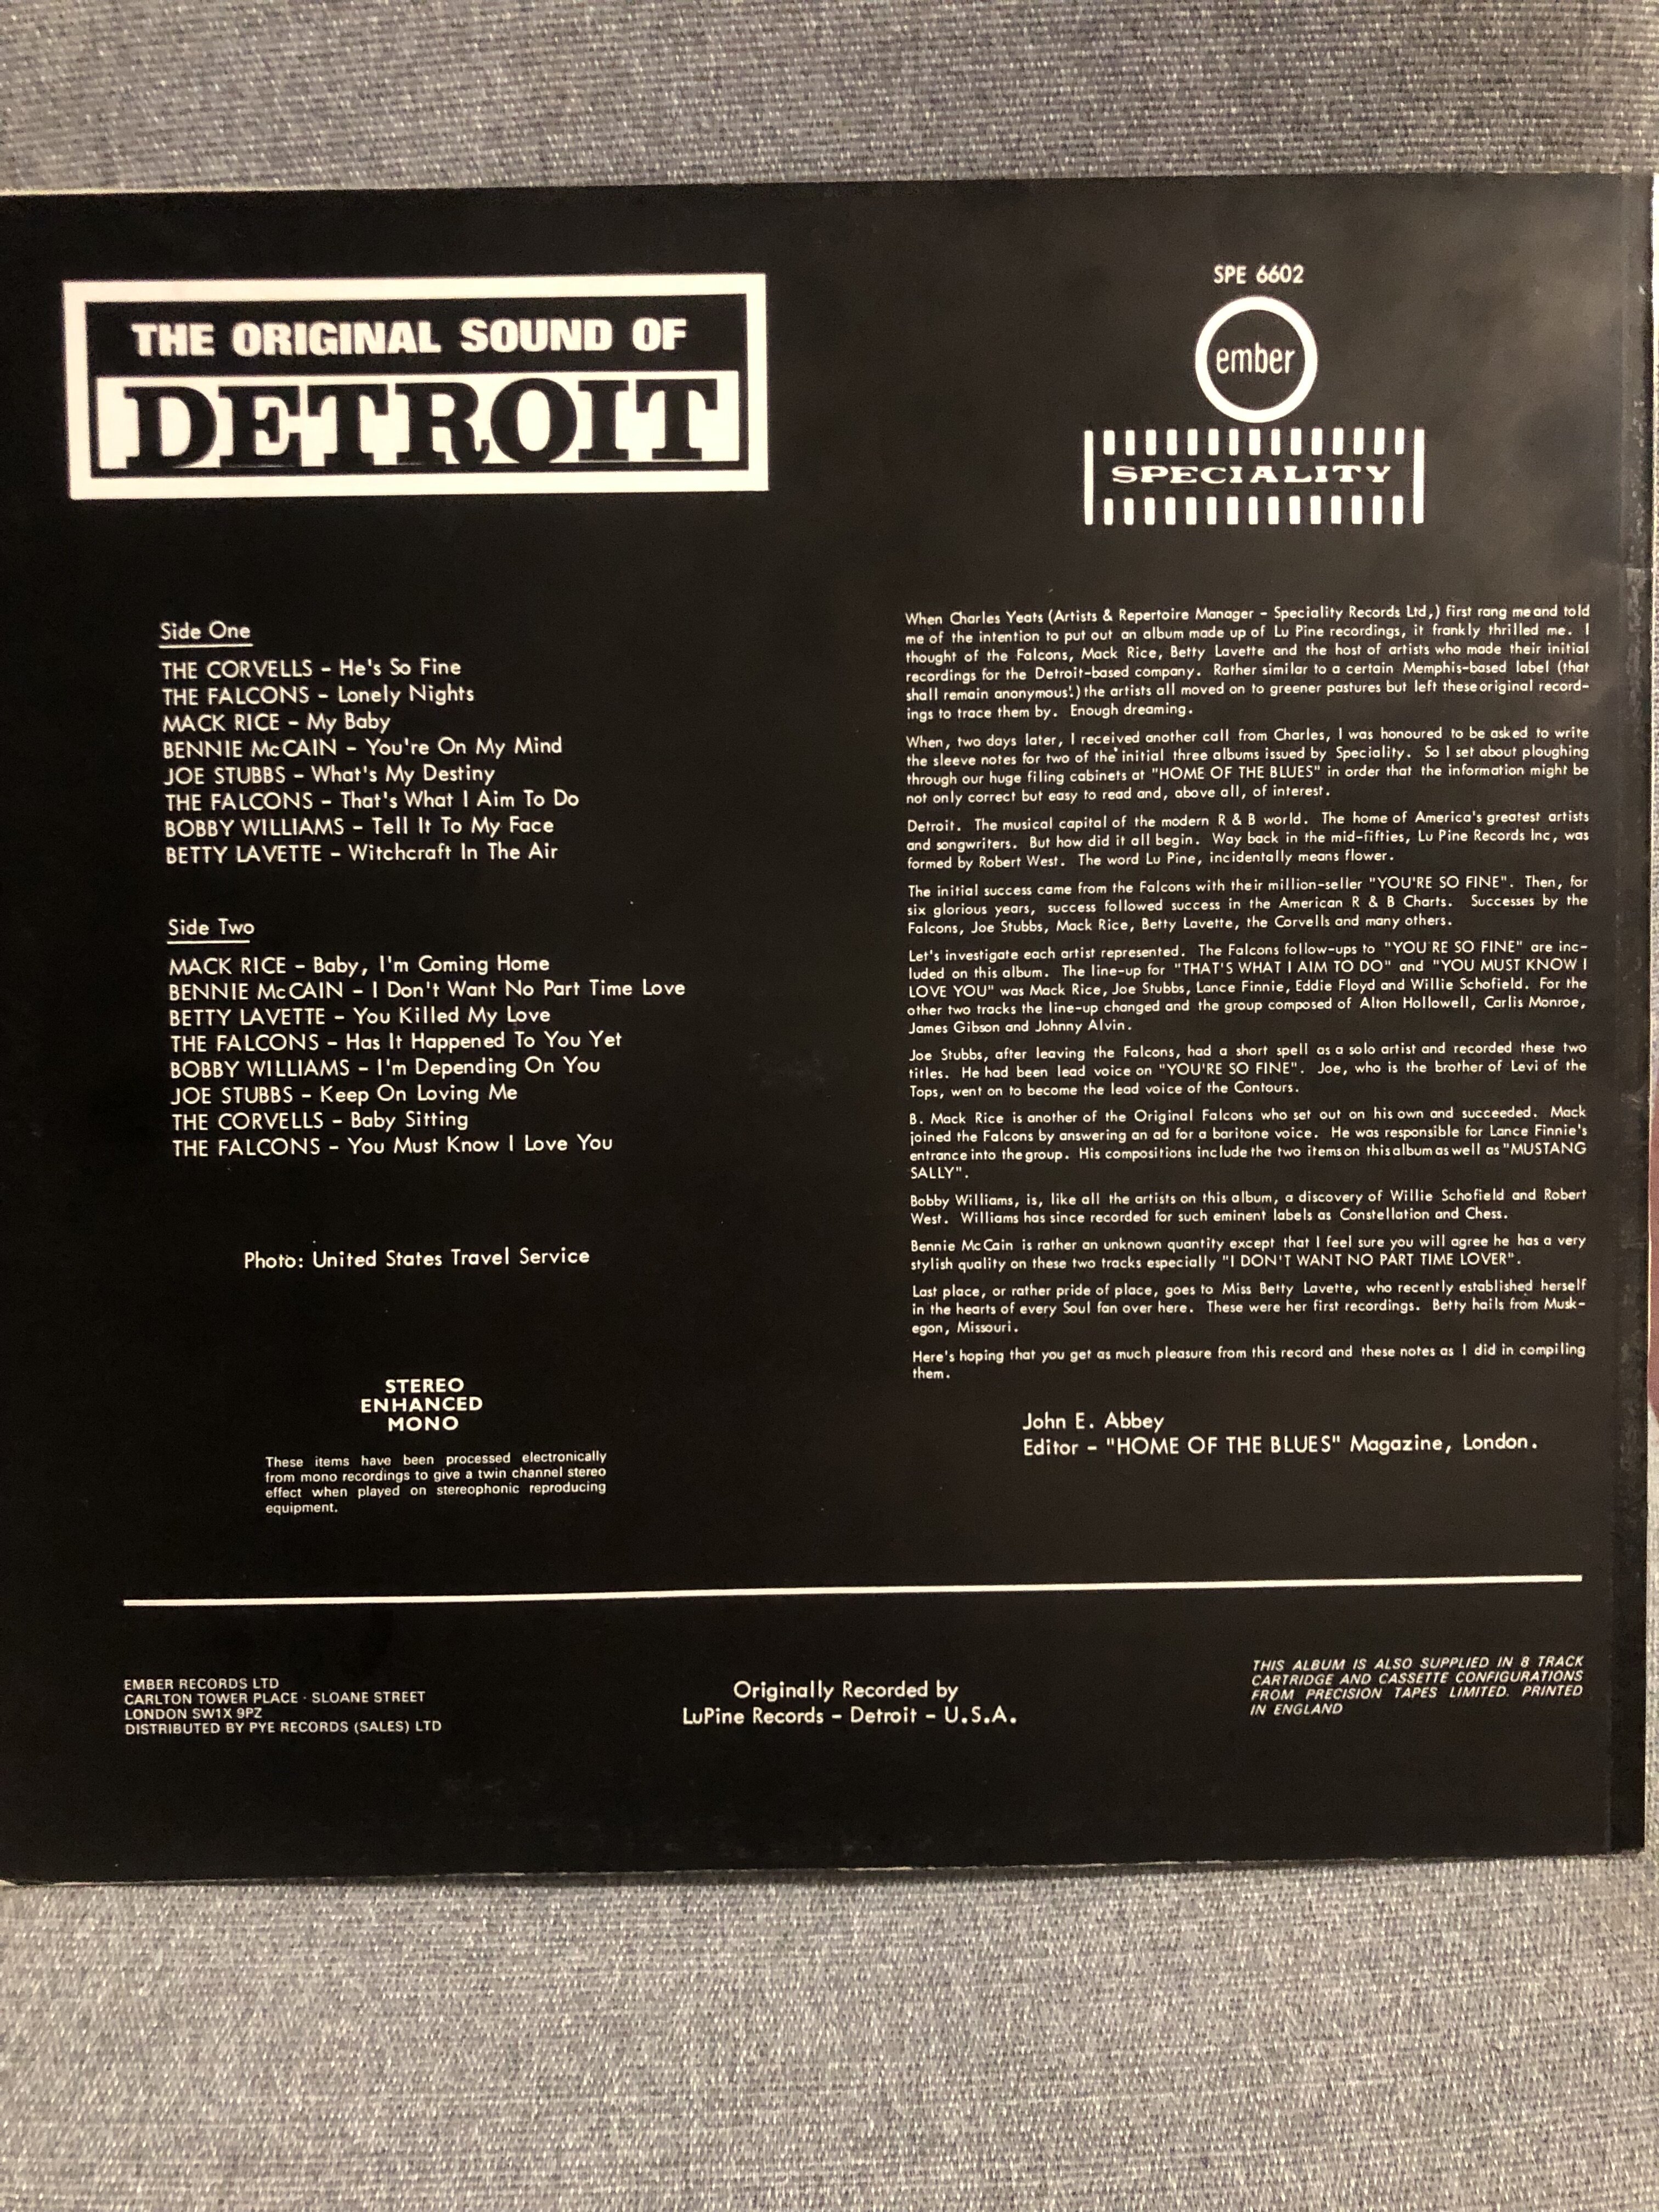 THE ORIGINAL SOUND OF
DETROIT
SPE 6602
ember
SPECIALITY
Side One
THE CORVELLS - He's So Fine
THE FALCONS - Lonely Nights
MACK RICE - My Baby
BENNIE McCAIN - You're On My Mind
JOE STUBBS - What's My Destiny
THE FALCONS - That's What I Aim To Do
BOBBY WILLIAMS - Tell It To My Face
BETTY LAVETTE - Witchcraft In The Air
Side Two
MACK RICE - Baby, I'm Coming Home
BENNIE McCAIN - I Don't Want No Part Time Love
BETTY LAVETTE - You Killed My Love
THE FALCONS - Has It Happened To You Yet
BOBBY WILLIAMS - I'm Depending On You
JOE STUBBS - Keep On Loving Me
THE CORVELLS - Baby Sitting
THE FALCONS - You Must Know I Love You
Photo: United States Travel Service
STEREO
ENHANCED
MONO
These items have been processed electronically
from mono recordings to give a twin channel stereo
effect when played on stereophonic reproducing
equipment.
When Charles Yeats (Artists & Repertoire Manager - Speciality Records Ltd,) first rang me and told
me of the intention to put out an album made up of Lu Pine recordings, it frankly thrilled me. I
thought of the Falcons, Mack Rice, Betty Lavette and the host of artists who made their initial
recordings for the Detroit-based company. Rather similar to a certain Memphis-based label (that
shall remain anonymous!) the artists all moved on to greener pastures but left these original record-
ings to trace them by. Enough dreaming.
When, two days later, I received another call from Charles, I was honoured to be asked to write
the sleeve notes for two of the initial three albums issued by Speciality. So I set about ploughing
through our huge filing cabinets at "HOME OF THE BLUES" in order that the information might be
not only correct but easy to read and, above all, of interest.
Detroit. The musical capital of the modern R & B world. The home of America's greatest artists
and songwriters. But how did it all begin. Way back in the mid-fifties, Lu Pine Records Inc, was
formed by Robert West. The word Lu Pine, incidentally means flower.
The initial success came from the Falcons with their million-seller "YOU'RE SO FINE". Then, for
six glorious years, success followed success in the American R & B Charts. Successes by the
Falcons, Joe Stubbs, Mack Rice, Betty Lavette, the Corvells and many others.
Let's investigate each artist represented. The Falcons follow-ups to "YOU'RE SO FINE" are inc-
luded on this album. The line-up for "THAT'S WHAT I AIM TO DO" and "YOU MUST KNOW I
LOVE YOU" was Mack Rice, Joe Stubbs, Lance Finnie, Eddie Floyd and Willie Schofield. For the
other two tracks the line-up changed and the group composed of Alton Hollowell, Carlis Monroe,
James Gibson and Johnny Alvin.
Joe Stubbs, after leaving the Falcons, had a short spell as a solo artist and recorded these two
titles. He had been lead voice on "YOU'RE SO FINE". Joe, who is the brother of Levi of the
Tops, went on to become the lead voice of the Contours.
B. Mack Rice is another of the Original Falcons who set out on his own and succeeded. Mack
joined the Falcons by answering an ad for a baritone voice. He was responsible for Lance Finnie's
entrance into the group. His compositions include the two items on this album as well as "MUSTANG
SALLY".
Bobby Williams, is, like all the artists on this album, a discovery of Willie Schofield and Robert
West. Williams has since recorded for such eminent labels as Constellation and Chess.
Bennie McCain is rather an unknown quantity except that I feel sure you will agree he has a very
stylish quality on these two tracks especially "I DON'T WANT NO PART TIME LOVER".
Last place, or rather pride of place, goes to Miss Betty Lavette, who recently established herself
in the hearts of every Soul fan over here. These were her first recordings. Betty hails from Musk-
egon, Missouri.
Here's hoping that you get as much pleasure from this record and these notes as I did in compiling
them.
John E. Abbey
Editor - "HOME OF THE BLUES" Magazine, London.
EMBER RECORDS LTD
CARLTON TOWER PLACE · SLOANE STREET
LONDON SW1X 9PZ
DISTRIBUTED BY PYE RECORDS (SALES) LTD
Originally Recorded by
LuPine Records - Detroit - U.S.A.
THIS ALBUM IS ALSO SUPPLIED IN 8 TRACK
CARTRIDGE AND CASSETTE CONFIGURATIONS
FROM PRECISION TAPES LIMITED. PRINTED
IN ENGLAND